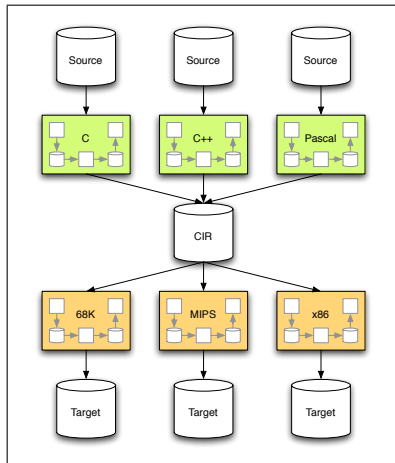 Source Source Source
C C++ Pascal
CIR
68K MIPS x86
Target Target Target